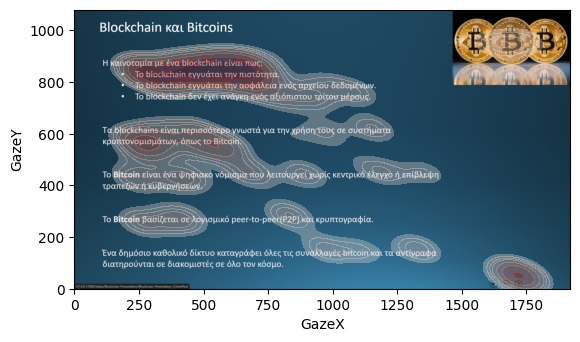 Blockchain και Bitcoins
Η καινοτομία με ένα blockchain είναι πως:
• Το blockchain εγγυάται την πιστότητα.
• Το blockchain εγγυάται την ασφάλεια ενός αρχείου δεδομένων.
• Το blockchain δεν έχει ανάγκη ενός αξιόπιστου τρίτου μέρους.
Τα blockchains είναι περισσότερο γνωστά για την χρήση τους σε συστήματα
κρυπτονομισμάτων, όπως το Bitcoin.
Το Bitcoin είναι ένα ψηφιακό νόμισμα που λειτουργεί χωρίς κεντρικό έλεγχο ή επίβλεψη
τραπεζών ή κυβερνήσεων.
Το Bitcoin βασίζεται σε λογισμικό peer-to-peer(P2P) και κρυπτογραφία.
Ένα δημόσιο καθολικό δίκτυο καταγράφει όλες τις συναλλαγές bitcoin και τα αντίγραφα
διατηρούνται σε διακομιστές σε όλο τον κόσμο.
GazeY
1000
800
600
400
200
0
0 250 500 750 1000 1250 1500 1750
GazeX